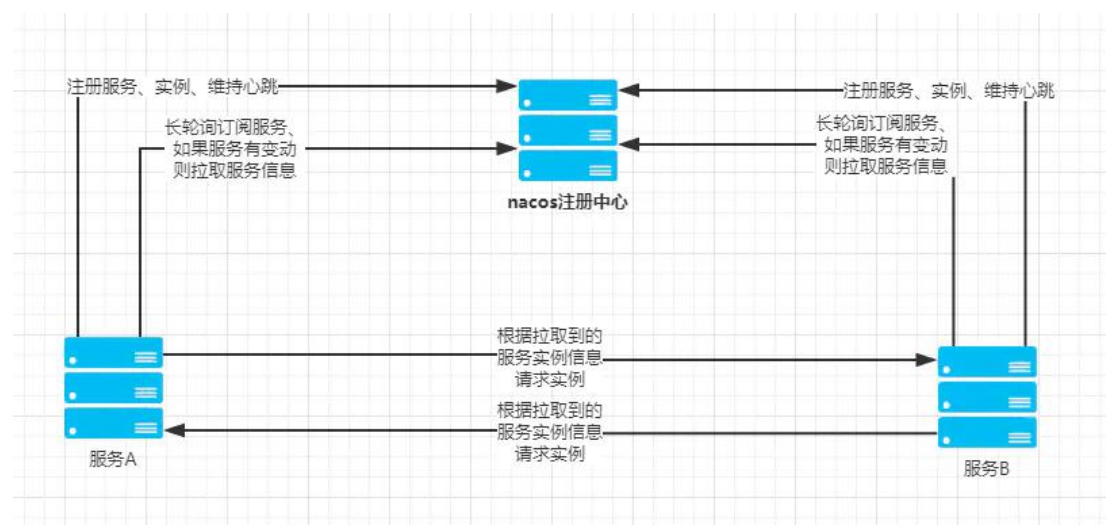 注册服务、实例、维持心跳
注册服务、实例、维持心跳
长轮询订阅服务、
如果服务有变动
则拉取服务信息
长轮询订阅服务、
如果服务有变动
则拉取服务信息
nacos注册中心
根据拉取到的
服务实例信息
请求实例
根据拉取到的
服务实例信息
请求实例
服务A
服务B